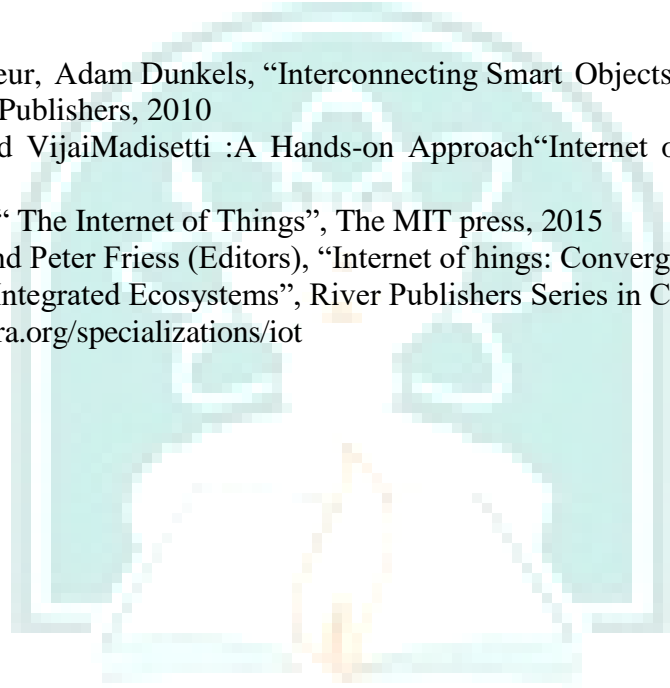 eur, Adam Dunkels, “Interconnecting Smart Objects
Publishers, 2010
d VijaiMadisetti :A Hands-on Approach“Internet o
“ The Internet of Things”, The MIT press, 2015
nd Peter Friess (Editors), “Internet of hings: Converg
Integrated Ecosystems”, River Publishers Series in C
ra.org/specializations/iot